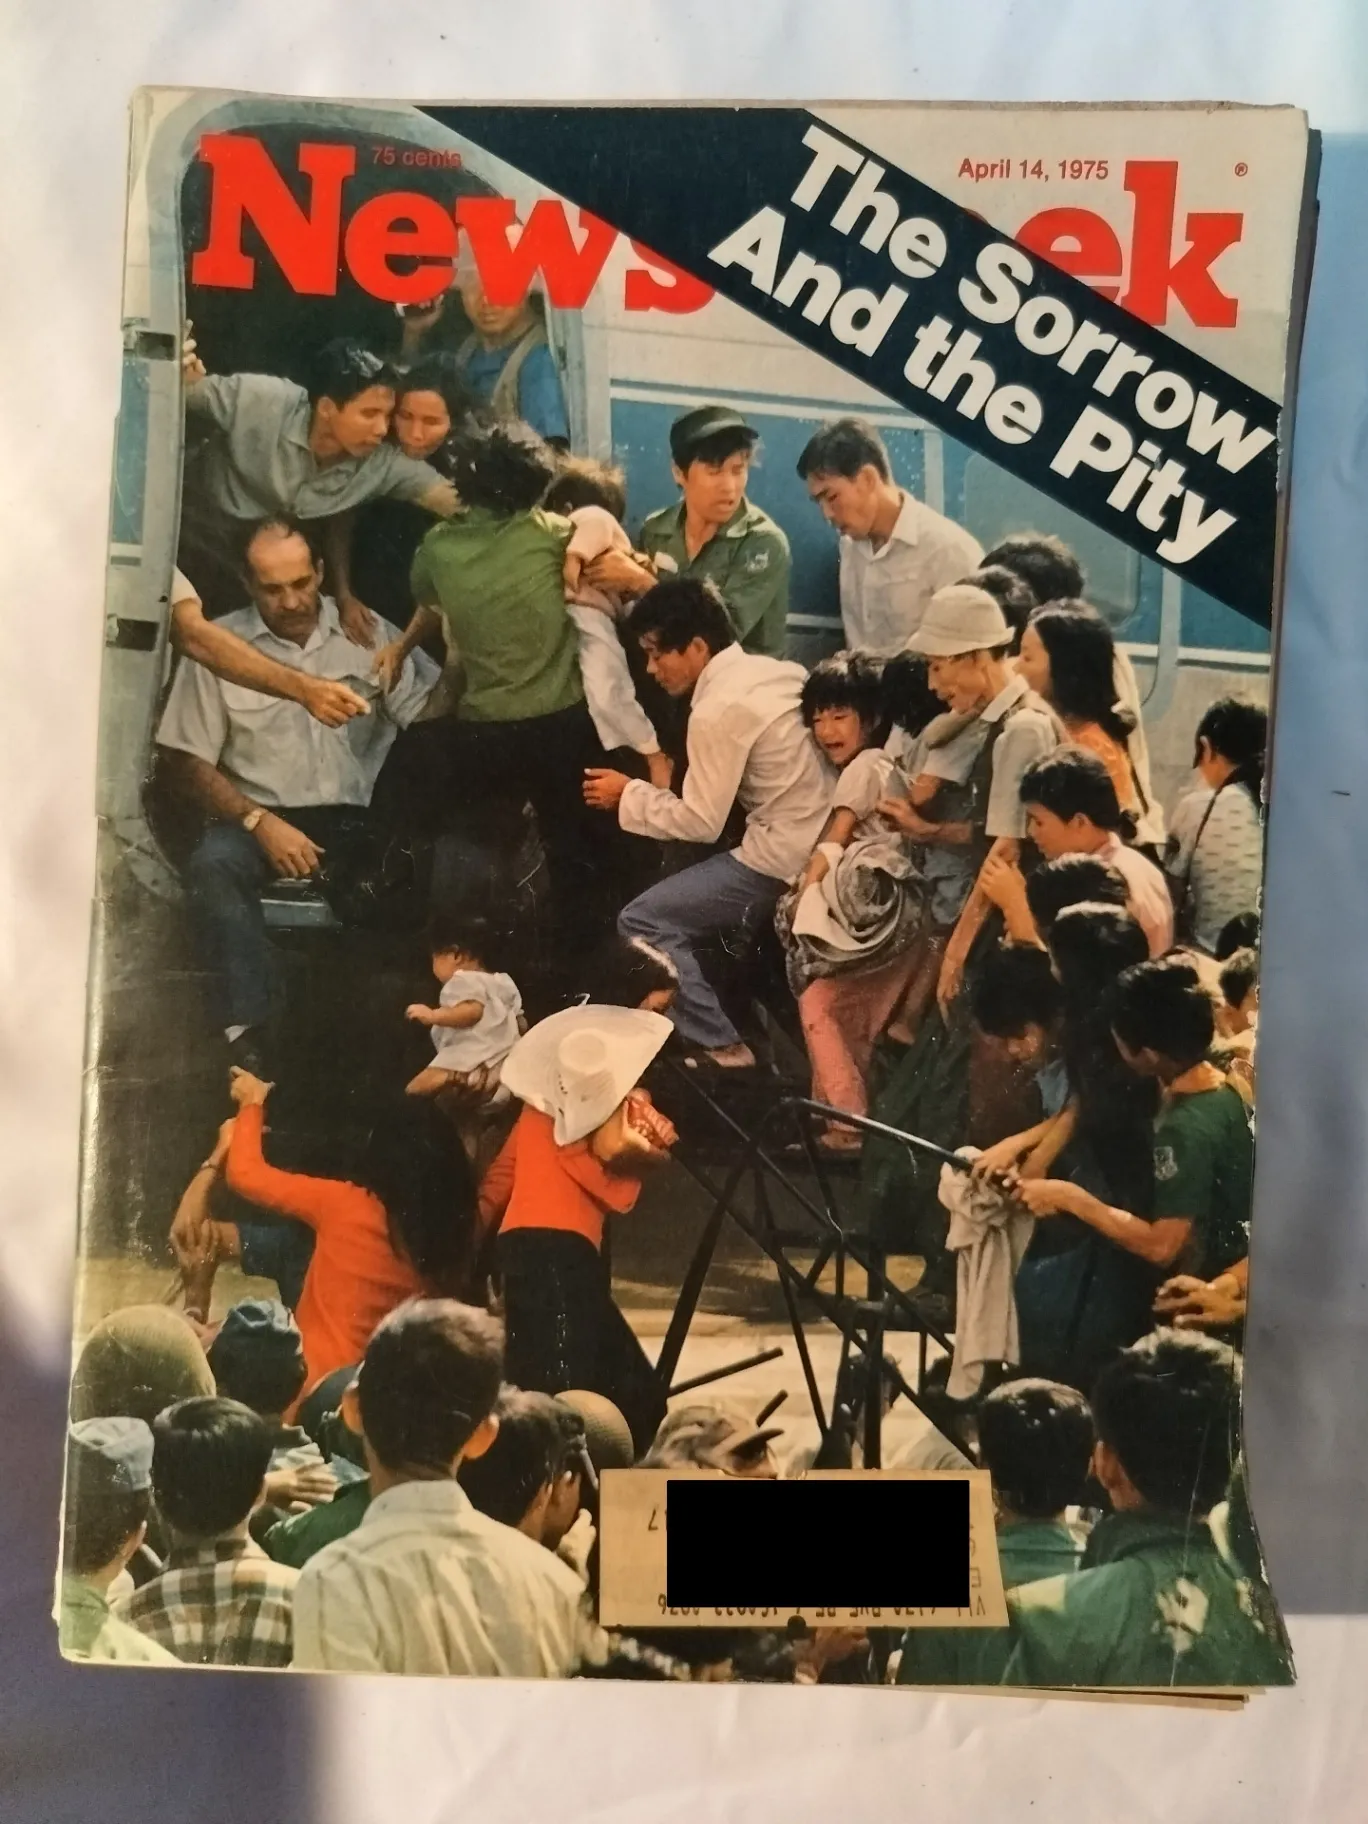 75 cents
April 14, 1975
Newsweek®
The Sorrow
And the Pity